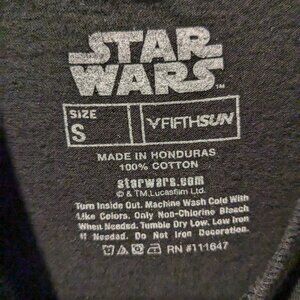 STAR
WARS™
SIZE
S
FIFTHSUN
MADE IN HONDURAS
100% COTTON
starwars.com
© & TM Lucasfilm Ltd.
Turn Inside Out. Machine Wash Cold With
Like Colors. Only Non-Chlorine Bleach
When Needed. Tumble Dry Low. Low Iron
if Needed. Do Not Iron Decoration.
RN #111647